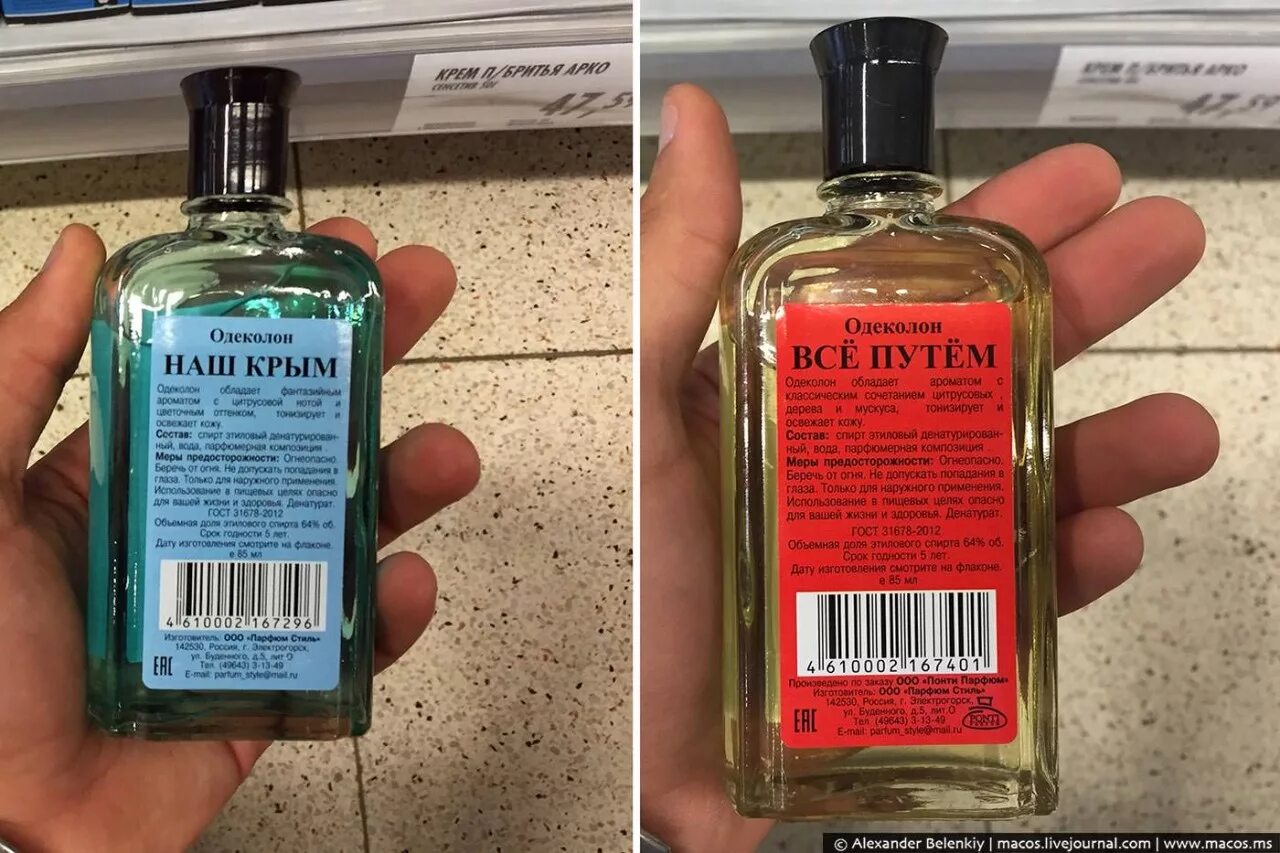 КРЕМ П/БРИТЬЯ АРКО
СЕНСЕТИВ 50г
47,59
Одеколон
НАШ КРЫМ
Одеколон обладает фантазийным
ароматом с цитрусовой нотой и
цветочным оттенком, тонизирует и
освежает кожу.
Состав: спирт этиловый денатурирован-
ный, вода, парфюмерная композиция
Меры предосторожности: Огнеопасно.
Беречь от огня. Не допускать попадания в
глаза. Только для наружного применения.
Использование в пищевых целях опасно
для вашей жизни и здоровья. Денатурат.
ГОСТ 31678-2012
Объемная доля этилового спирта 64% об.
Срок годности 5 лет.
Дату изготовления смотрите на флаконе.
е 85 мл
4 610002 167296
Изготовитель: ООО «Парфюм Стиль»
142530, Россия, г. Электрогорск,
ул. Буденного, д.5, лит О
Тел. (49643) 3-13-49
E-mail: parfum_style@mail.ru
EAC
КРЕМ П/БРИТЬЯ АРКО
47,59
Одеколон
ВСЁ ПУТЁМ
Одеколон обладает ароматом с
классическим сочетанием цитрусовых ,
дерева и мускуса, тонизирует и
освежает кожу.
Состав: спирт этиловый денатурирован-
ный, вода, парфюмерная композиция .
Меры предосторожности: Огнеопасно.
Беречь от огня. Не допускать попадания в
глаза. Только для наружного применения.
Использование в пищевых целях опасно
для вашей жизни и здоровья. Денатурат.
ГОСТ 31678-2012
Объемная доля этилового спирта 64% об.
Срок годности 5 лет.
Дату изготовления смотрите на флаконе.
е 85 мл
4 610002 167401
Произведено по заказу ООО «Понти Парфюм»
Изготовитель: ООО «Парфюм Стиль»
142530, Россия, г. Электрогорск,
ул. Буденного, д.5, лит.О
Тел. (49643) 3-13-49
E-mail: parfum_style@mail.ru
EAC
PONTI
PARFUM
© Alexander Belenkiy | macos.livejournal.com | www.macos.ms